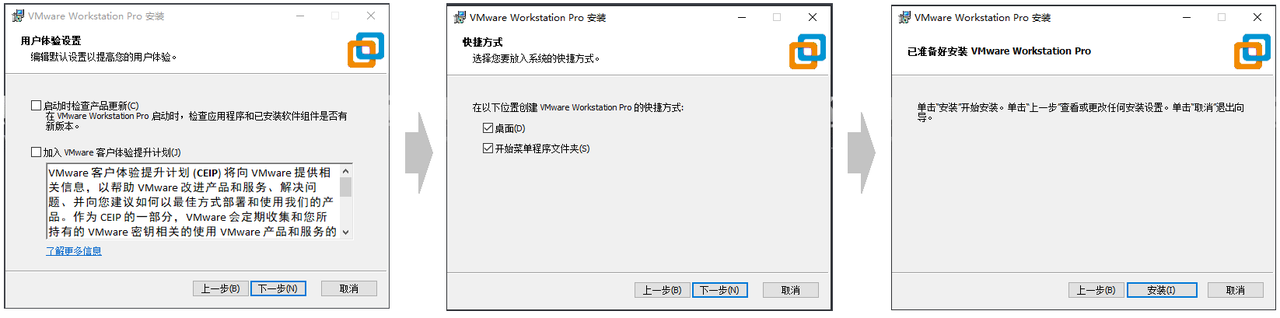 VMware Workstation Pro 安装
用户体验设置
编辑默认设置以提高您的用户体验。
启动时检查产品更新(C)
在 VMware Workstation Pro 启动时，检查应用程序和已安装软件组件是否有
新版本。
加入 VMware 客户体验提升计划(J)
VMware 客户体验提升计划 (CEIP) 将向 VMware 提供相
关信息，以帮助 VMware 改进产品和服务、解决问
题、并向您建议如何以最佳方式部署和使用我们的产
品。作为 CEIP 的一部分，VMware 会定期收集和您所
持有的 VMware 密钥相关的使用 VMware 产品和服务的
了解更多信息
上一步(B) 下一步(N) 取消
VMware Workstation Pro 安装
快捷方式
选择您要放入系统的快捷方式。
在以下位置创建 VMware Workstation Pro 的快捷方式:
桌面(D)
开始菜单程序文件夹(S)
上一步(B) 下一步(N) 取消
VMware Workstation Pro 安装
已准备好安装 VMware Workstation Pro
单击"安装"开始安装。单击"上一步"查看或更改任何安装设置。单击"取消"退出向
导。
上一步(B) 安装(I) 取消